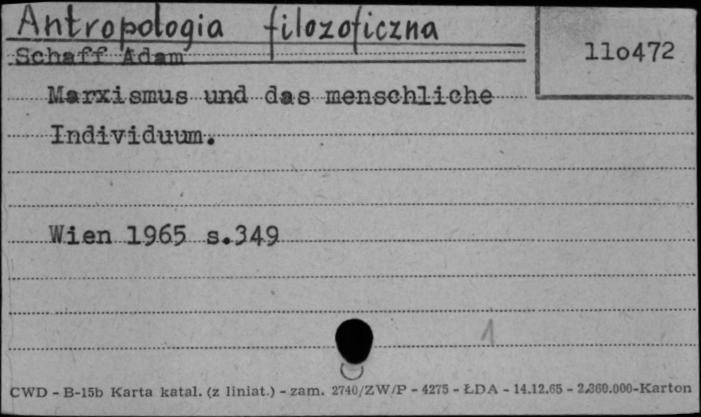 Antropologia filozoficzna
Schaff Adam
11o472
Marxismus und das menschliche
Individuum.
Wien 1965 s.349
1
CWD - B-15b Karta katal. (z liniat.) - zam. 2740/ZW/P - 4275 - ŁDA - 14.12.65 - 2.360.000-Karton